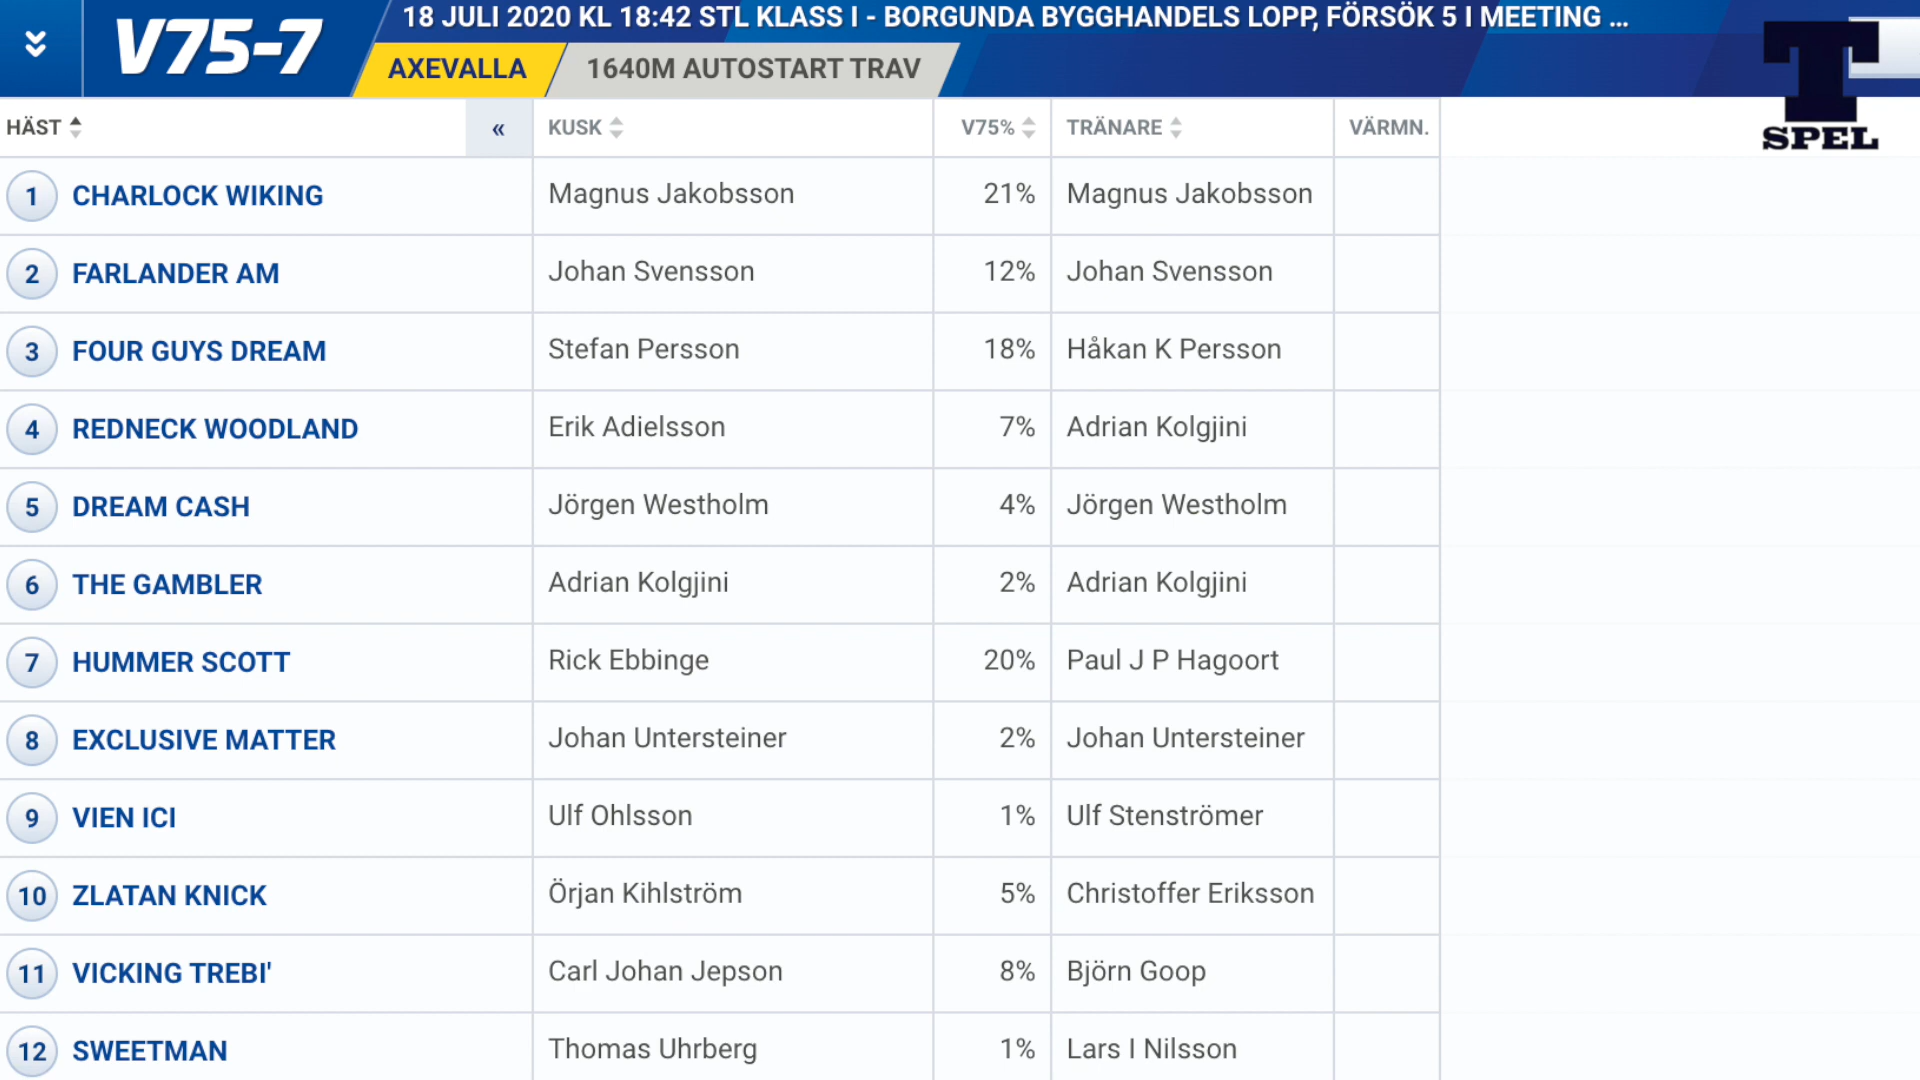 V75-7
18 JULI 2020 KL 18:42 STL KLASS I - BORGUNDA BYGGHANDELS LOPP, FÖRSÖK 5 I MEETING ...
AXEVALLA 1640M AUTOSTART TRAV
T SPEL
HÄST « KUSK V75% TRÄNARE VÄRMN.
1 CHARLOCK WIKING Magnus Jakobsson 21% Magnus Jakobsson
2 FARLANDER AM Johan Svensson 12% Johan Svensson
3 FOUR GUYS DREAM Stefan Persson 18% Håkan K Persson
4 REDNECK WOODLAND Erik Adielsson 7% Adrian Kolgjini
5 DREAM CASH Jörgen Westholm 4% Jörgen Westholm
6 THE GAMBLER Adrian Kolgjini 2% Adrian Kolgjini
7 HUMMER SCOTT Rick Ebbinge 20% Paul J P Hagoort
8 EXCLUSIVE MATTER Johan Untersteiner 2% Johan Untersteiner
9 VIEN ICI Ulf Ohlsson 1% Ulf Stenströmer
10 ZLATAN KNICK Örjan Kihlström 5% Christoffer Eriksson
11 VICKING TREBI' Carl Johan Jepson 8% Björn Goop
12 SWEETMAN Thomas Uhrberg 1% Lars I Nilsson